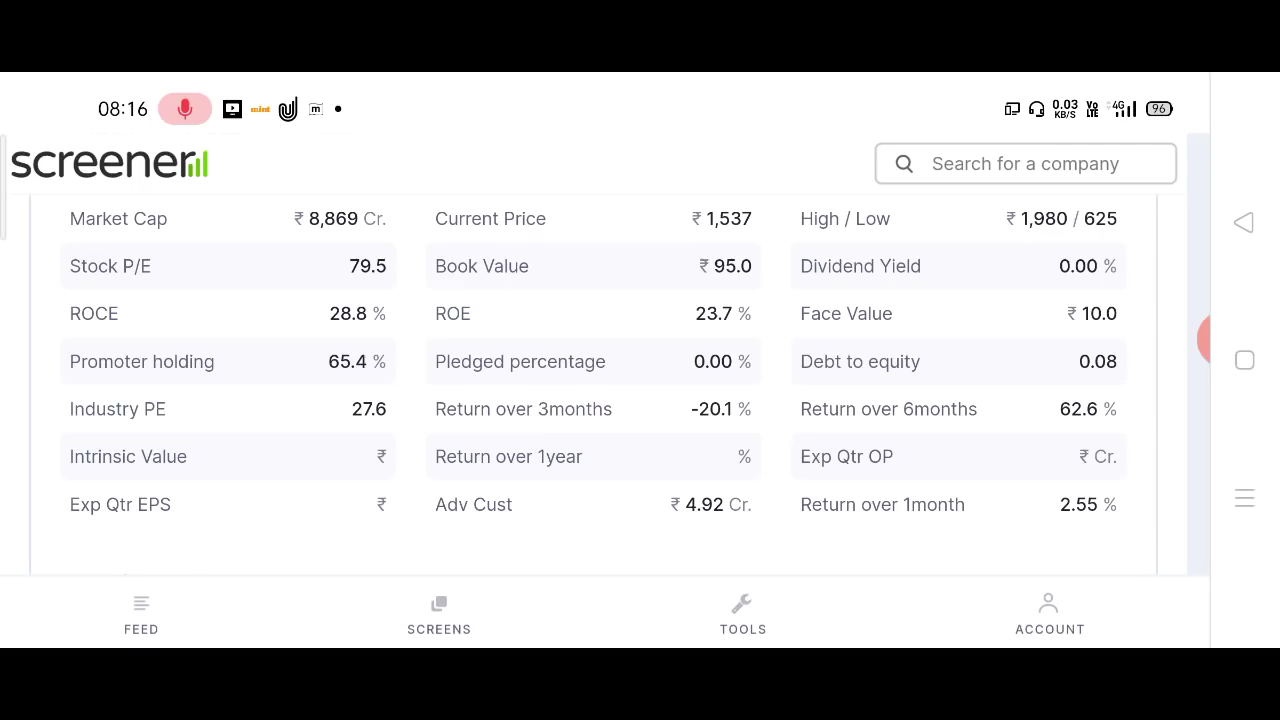 08:16 mint m 0.03 KB/S Vo LTE 4G 96
screener Search for a company
Market Cap ₹ 8,869 Cr. Current Price ₹ 1,537 High / Low ₹ 1,980 / 625
Stock P/E 79.5 Book Value ₹ 95.0 Dividend Yield 0.00 %
ROCE 28.8 % ROE 23.7 % Face Value ₹ 10.0
Promoter holding 65.4 % Pledged percentage 0.00 % Debt to equity 0.08
Industry PE 27.6 Return over 3months -20.1 % Return over 6months 62.6 %
Intrinsic Value ₹ Return over 1year % Exp Qtr OP ₹ Cr.
Exp Qtr EPS ₹ Adv Cust ₹ 4.92 Cr. Return over 1month 2.55 %
FEED SCREENS TOOLS ACCOUNT